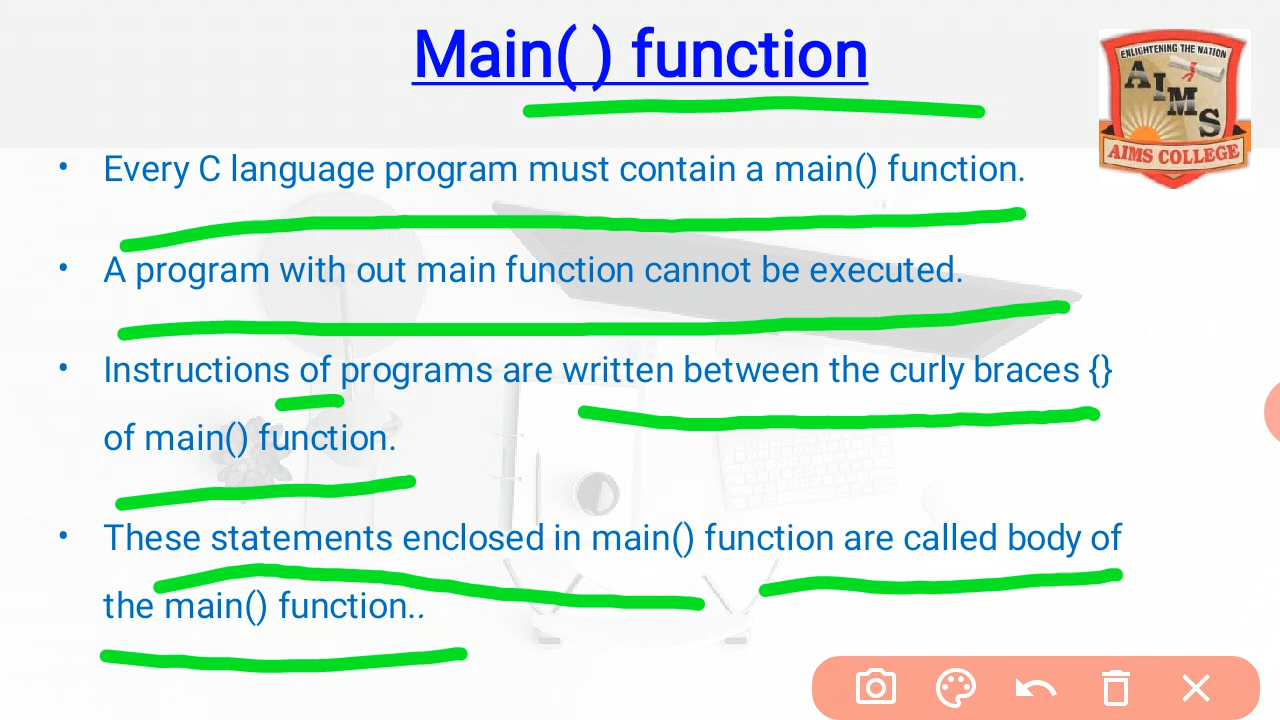 Main( ) function
ENLIGHTENING THE NATION
AIMS
AIMS COLLEGE
• Every C language program must contain a main() function.
• A program with out main function cannot be executed.
• Instructions of programs are written between the curly braces {}
of main() function.
• These statements enclosed in main() function are called body of
the main() function..